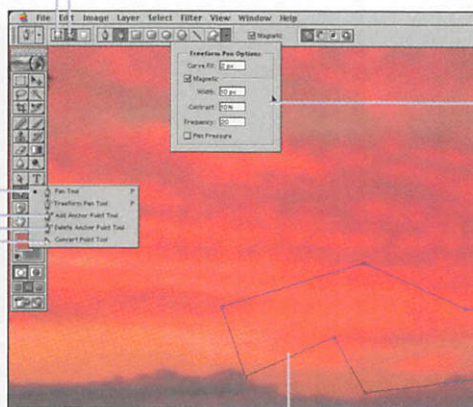 File Edit Image Layer Select Filter View Window Help
Magnetic
Freeform Pen Options
Curve Fit: 2 px
Magnetic
Width: 10 px
Contrast: 10%
Frequency: 20
Pen Pressure
Pen Tool P
Freeform Pen Tool P
Add Anchor Point Tool
Delete Anchor Point Tool
Convert Point Tool
T